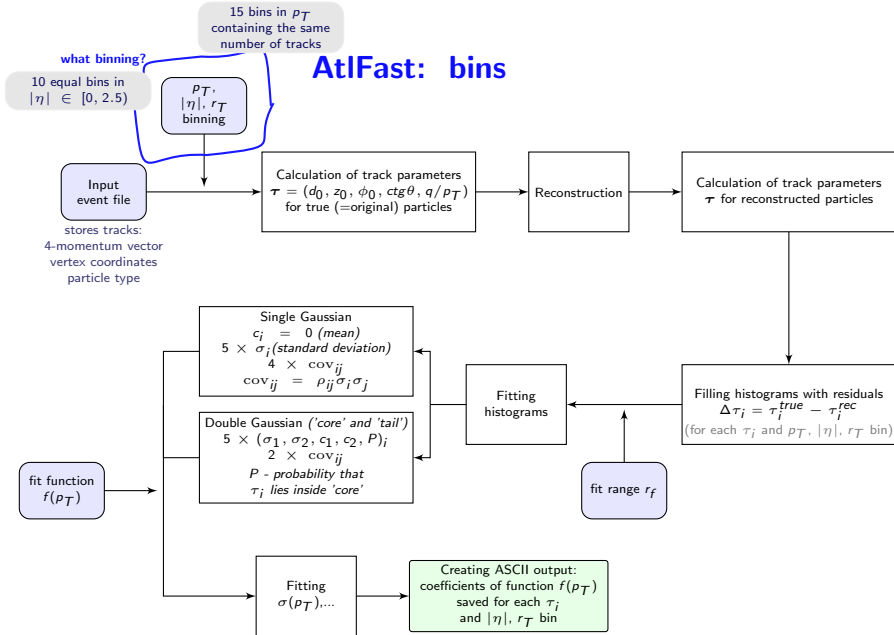 15 bins in p_T
containing the same
number of tracks
what binning?
AtlFast: bins
10 equal bins in
|η| ∈ [0, 2.5)
p_T,
|η|, r_T
binning
Input
event file
stores tracks:
4-momentum vector
vertex coordinates
particle type
Calculation of track parameters
τ = (d_0, z_0, ϕ_0, ctgθ, q/p_T)
for true (=original) particles
Reconstruction
Calculation of track parameters
τ for reconstructed particles
Single Gaussian
c_i = 0 (mean)
5 × σ_i (standard deviation)
4 × cov_ij
cov_ij = ρ_ij σ_i σ_j
Double Gaussian ('core' and 'tail')
5 × (σ_1, σ_2, c_1, c_2, P)_i
2 × cov_ij
P - probability that
τ_i lies inside 'core'
Fitting
histograms
Filling histograms with residuals
Δτ_i = τ_i^true − τ_i^rec
(for each τ_i and p_T, |η|, r_T bin)
fit function
f(p_T)
fit range r_f
Fitting
σ(p_T),...
Creating ASCII output:
coefficients of function f(p_T)
saved for each τ_i
and |η|, r_T bin